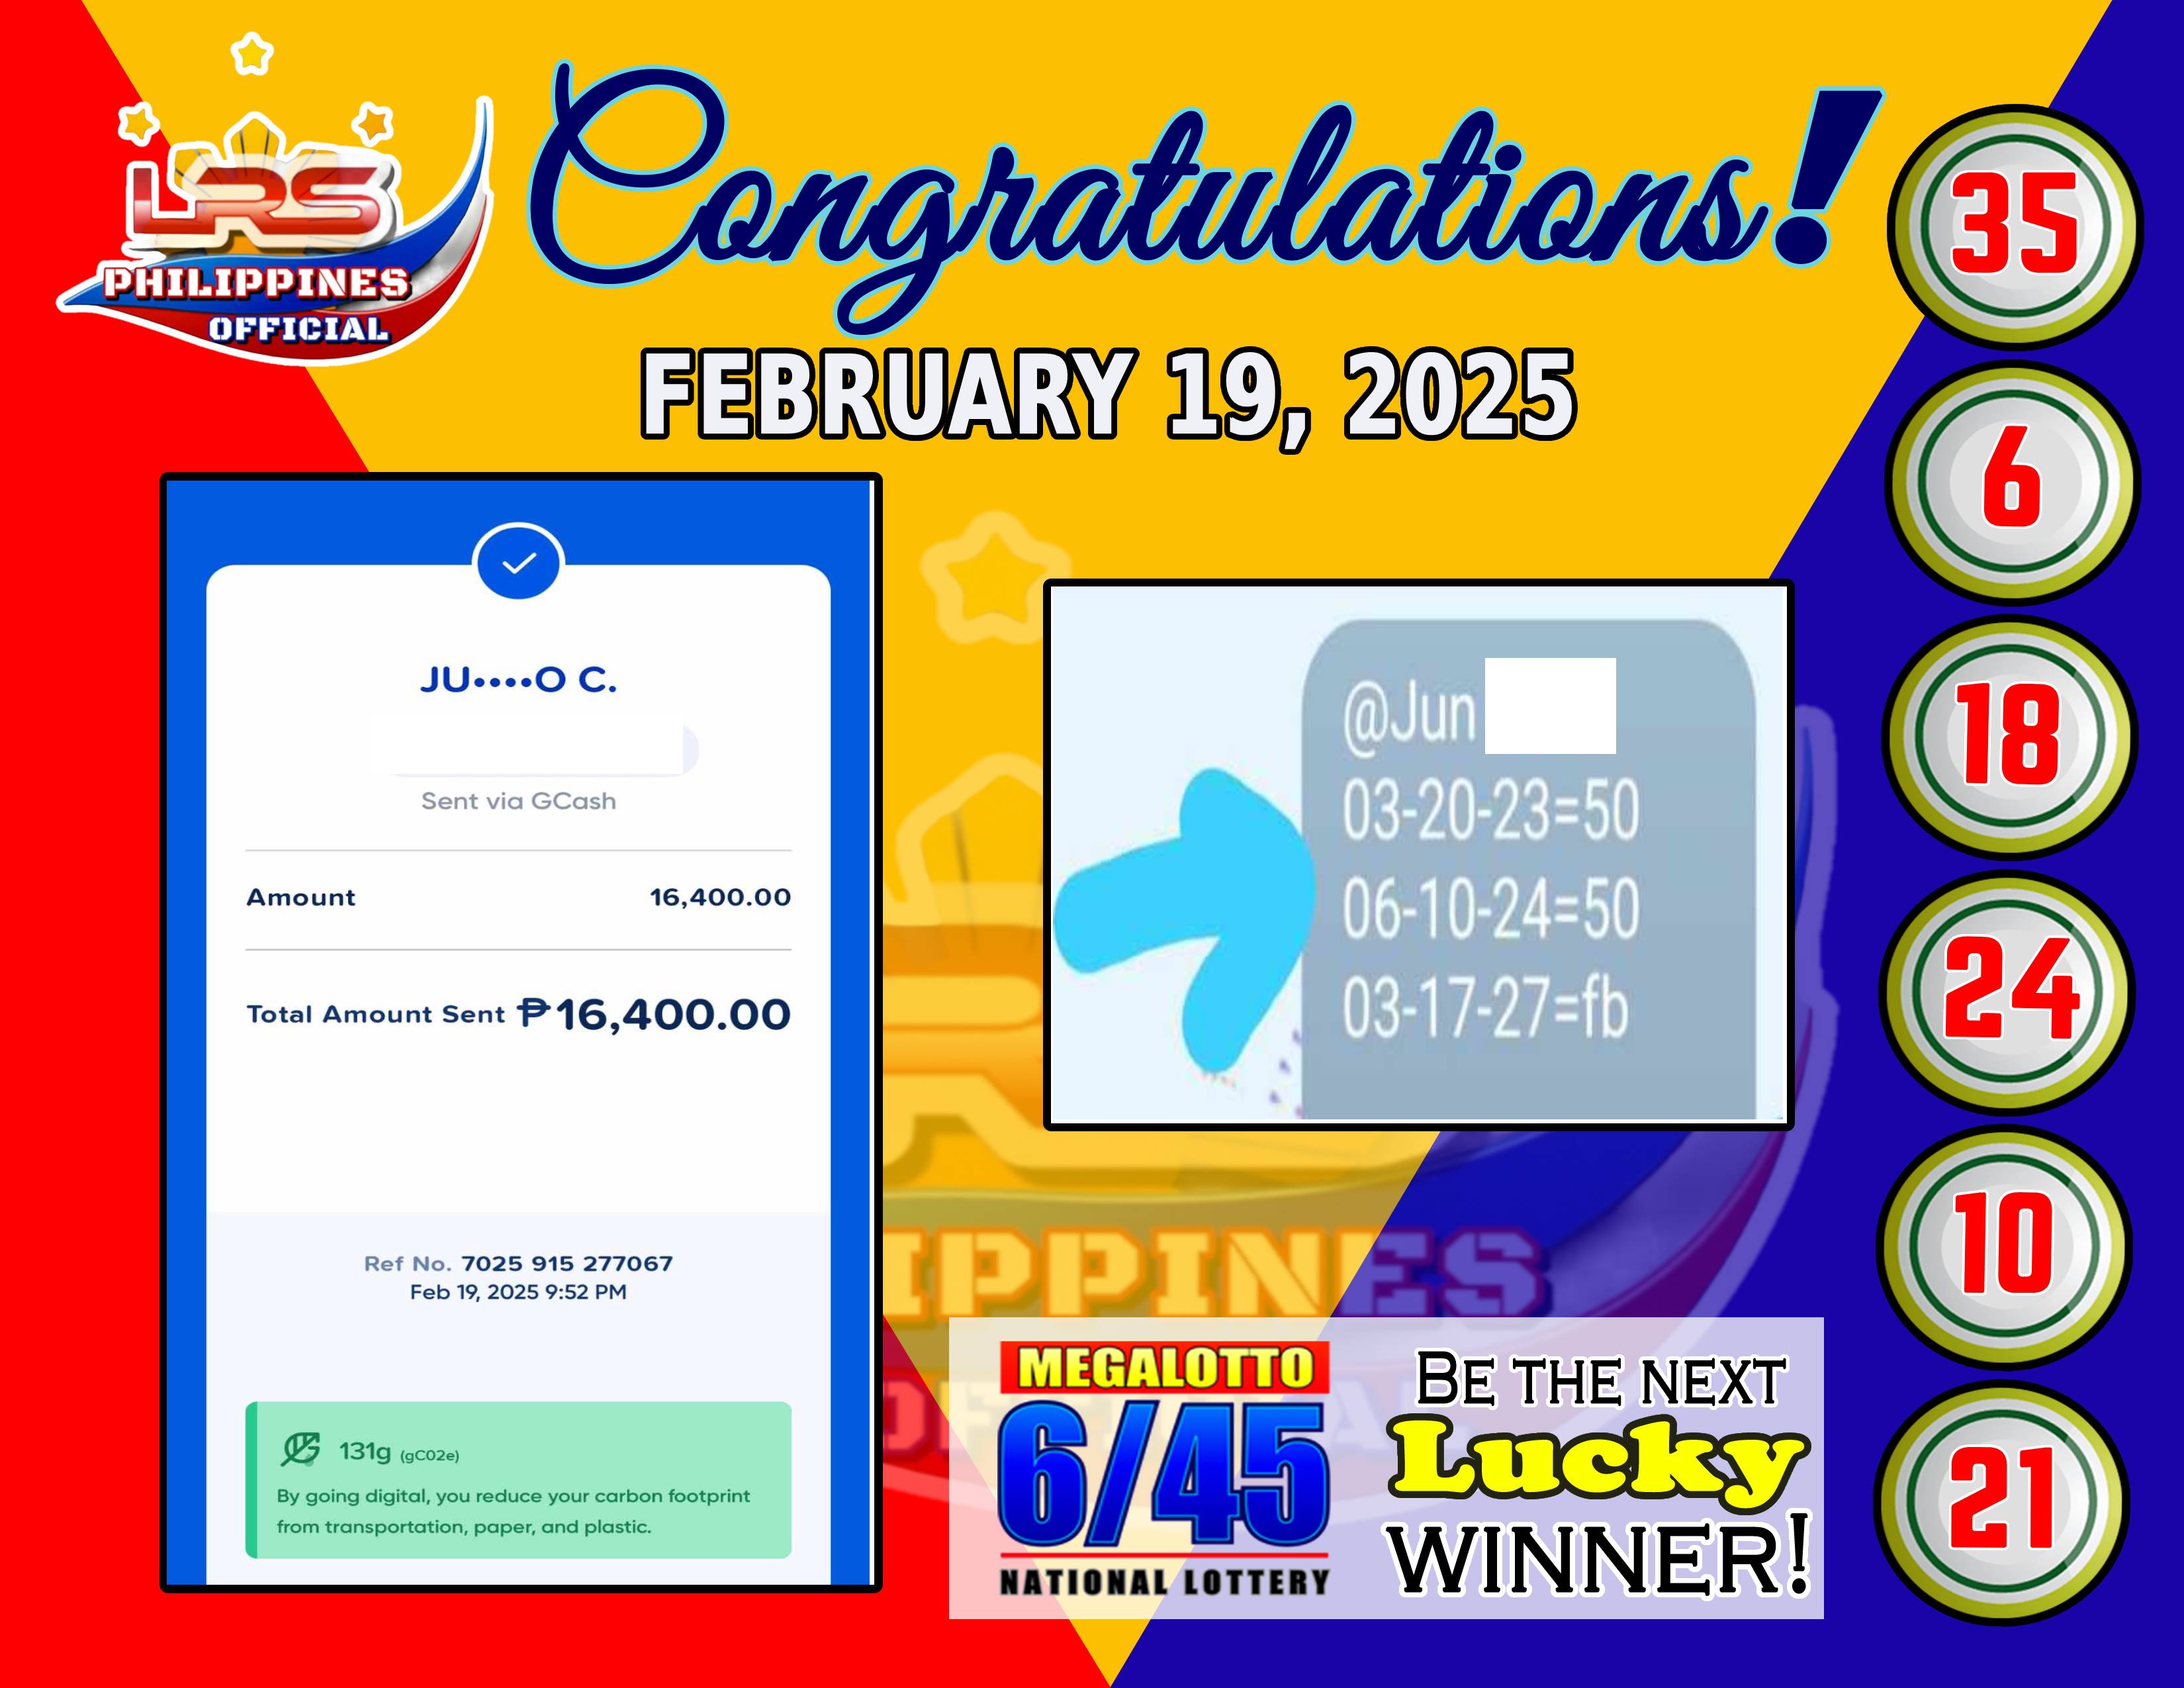 LRS
PHILIPPINES
OFFICIAL
Congratulations!
FEBRUARY 19, 2025
JU••••O C.
Sent via GCash
Amount 16,400.00
Total Amount Sent ₱16,400.00
Ref No. 7025 915 277067
Feb 19, 2025 9:52 PM
131g (gC02e)
By going digital, you reduce your carbon footprint
from transportation, paper, and plastic.
@Jun
03-20-23=50
06-10-24=50
03-17-27=fb
IPPINES
MEGALOTTO
6/45
NATIONAL LOTTERY
BE THE NEXT
Lucky
WINNER!
35
6
18
24
10
21